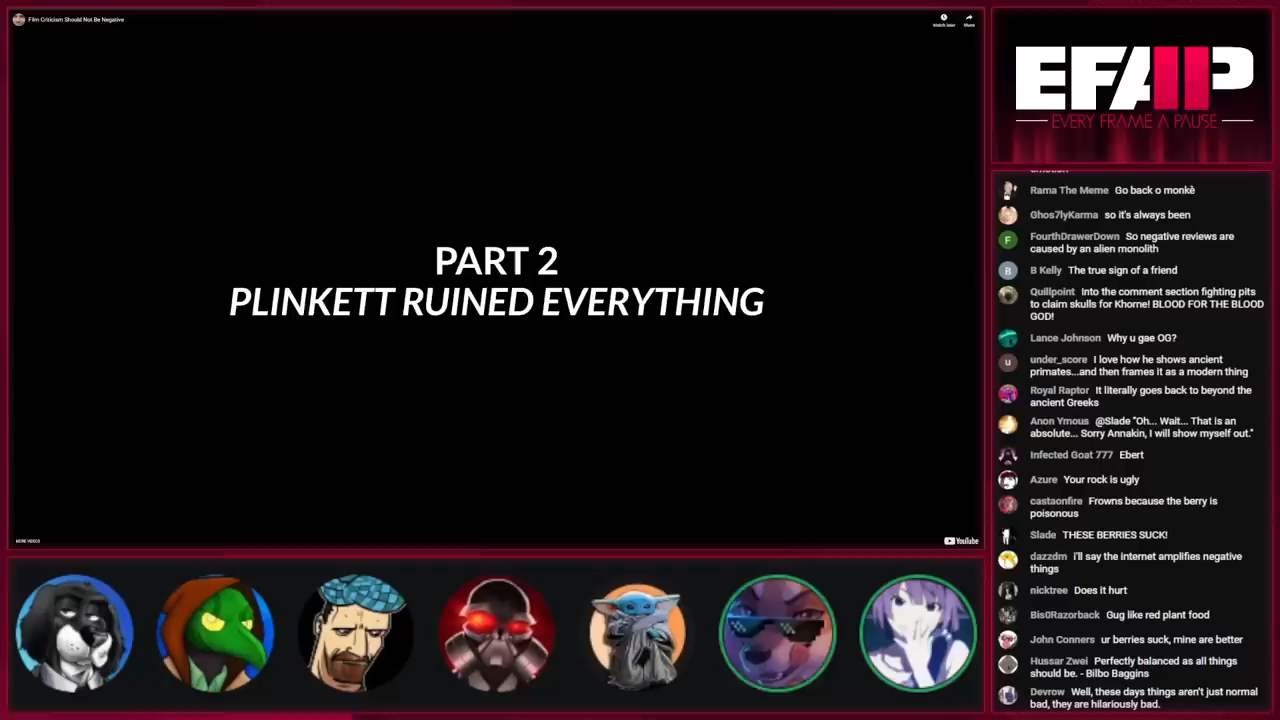 Film Criticism Should Not Be Negative
Watch later
Share
PART 2
PLINKETT RUINED EVERYTHING
MORE VIDEOS
YouTube
EFAP
EVERY FRAME A PAUSE
Rama The Meme Go back o monkè
Ghos7lyKarma so it's always been
F
FourthDrawerDown So negative reviews are
caused by an alien monolith
B
B Kelly The true sign of a friend
Quillpoint Into the comment section fighting pits
to claim skulls for Khorne! BLOOD FOR THE BLOOD
GOD!
Lance Johnson Why u gae OG?
u
under_score I love how he shows ancient
primates...and then frames it as a modern thing
Royal Raptor It literally goes back to beyond the
ancient Greeks
Anon Ymous @Slade "Oh... Wait... That is an
absolute... Sorry Annakin, I will show myself out."
Infected Goat 777 Ebert
Azure Your rock is ugly
castaonfire Frowns because the berry is
poisonous
Slade THESE BERRIES SUCK!
dazzdm i'll say the internet amplifies negative
things
nicktree Does it hurt
Bis0Razorback Gug like red plant food
John Conners ur berries suck, mine are better
Hussar Zwei Perfectly balanced as all things
should be. - Bilbo Baggins
Devrow Well, these days things aren't just normal
bad, they are hilariously bad.